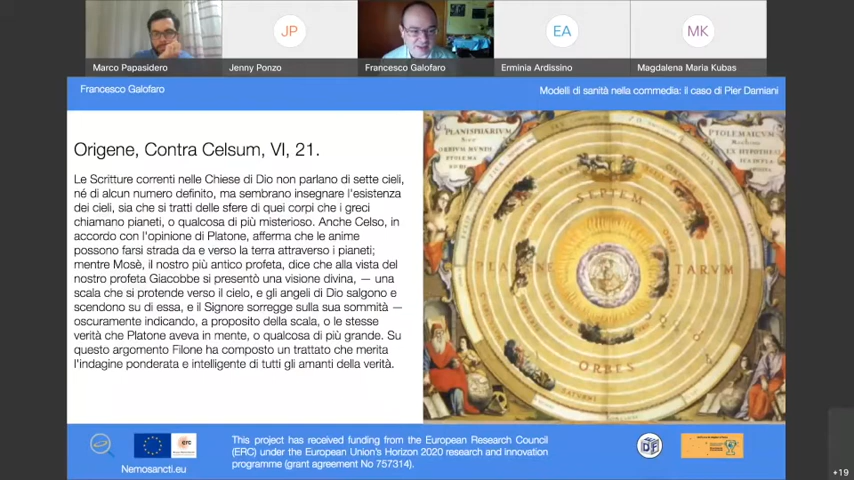 JP
EA
MK
Marco Papasidero
Jenny Ponzo
Francesco Galofaro
Erminia Ardissino
Magdalena Maria Kubas
Francesco Galofaro
Modelli di sanità nella commedia: il caso di Pier Damiani
Origene, Contra Celsum, VI, 21.
Le Scritture correnti nelle Chiese di Dio non parlano di sette cieli,
né di alcun numero definito, ma sembrano insegnare l'esistenza
dei cieli, sia che si tratti delle sfere di quei corpi che i greci
chiamano pianeti, o qualcosa di più misterioso. Anche Celso, in
accordo con l'opinione di Platone, afferma che le anime
possono farsi strada da e verso la terra attraverso i pianeti;
mentre Mosè, il nostro più antico profeta, dice che alla vista del
nostro profeta Giacobbe si presentò una visione divina, — una
scala che si protende verso il cielo, e gli angeli di Dio salgono e
scendono su di essa, e il Signore sorregge sulla sua sommità —
oscuramente indicando, a proposito della scala, o le stesse
verità che Platone aveva in mente, o qualcosa di più grande. Su
questo argomento Filone ha composto un trattato che merita
l'indagine ponderata e intelligente di tutti gli amanti della verità.
PLANISPHÆRIVM
PTOLEMAICVM
SEPTEM
TARVM
ORBES
erc
Nemosancti.eu
This project has received funding from the European Research Council
(ERC) under the European Union's Horizon 2020 research and innovation
programme (grant agreement No 757314).
+19